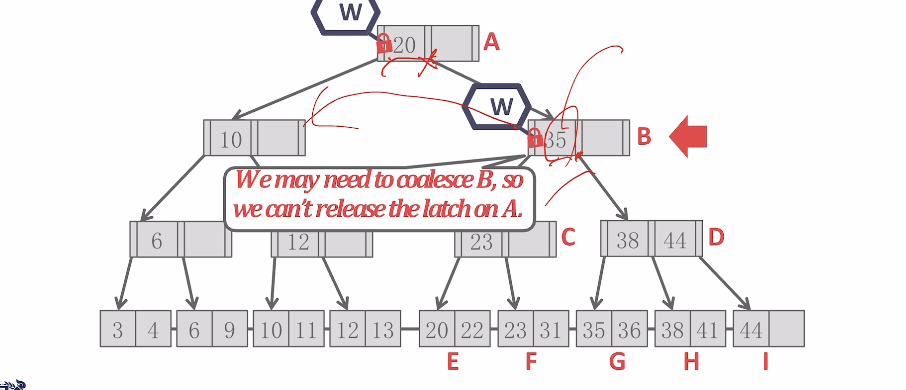 W
20 A
W
10 35 B
We may need to coalesce B, so
we can't release the latch on A.
6 12 23 C 38 44 D
3 4 6 9 10 11 12 13 20 22 23 31 35 36 38 41 44
E F G H I